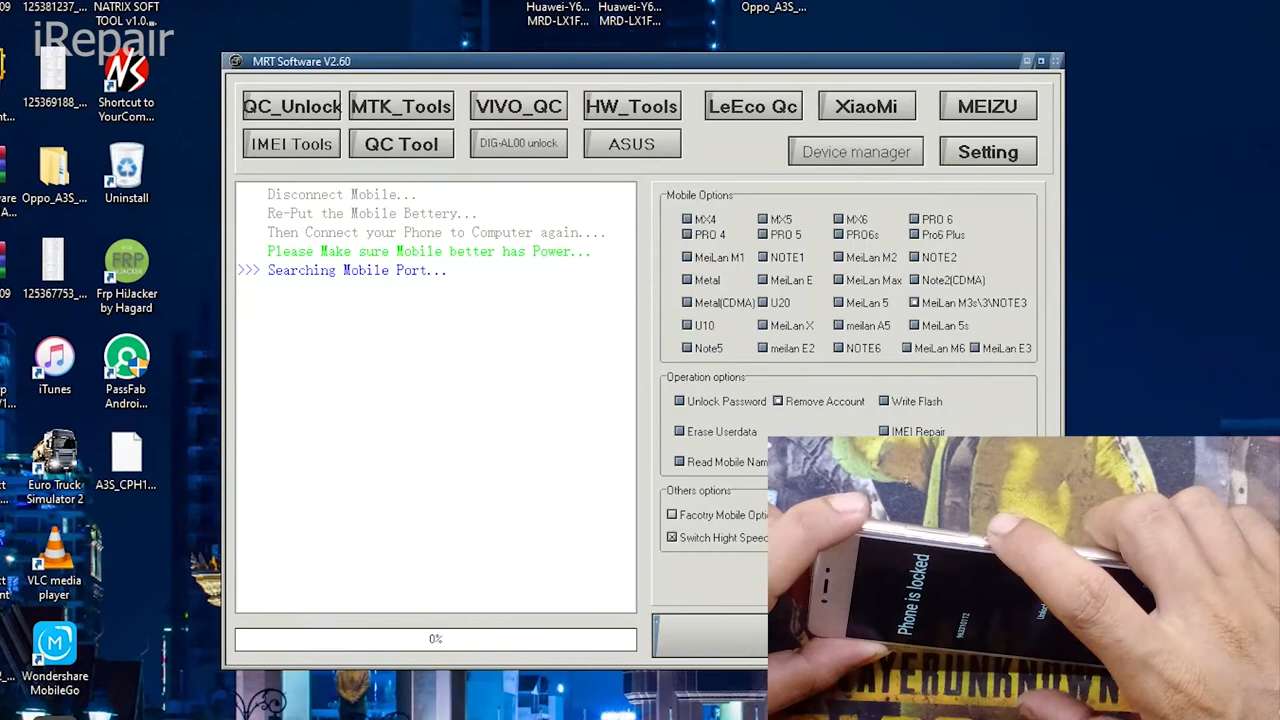 125381237_...
NATRIX SOFT
TOOL v1.0...
Huawei-Y6...
MRD-LX1F...
Huawei-Y6...
MRD-LX1F...
Oppo_A3S_...
iRepair
125369188_...
Shortcut to
YourCom...
Oppo_A3S_...
Uninstall
125367753_...
Frp HiJacker
by Hagard
FRP
iTunes
PassFab
Androi...
Euro Truck
Simulator 2
A3S_CPH1...
VLC media
player
Wondershare
MobileGo
MRT Software V2.60
QC_Unlock
MTK_Tools
VIVO_QC
HW_Tools
LeEco Qc
XiaoMi
MEIZU
IMEI Tools
QC Tool
DIG-AL00 unlock
ASUS
Device manager
Setting
Disconnect Mobile...
Re-Put the Mobile Bettery...
Then Connect your Phone to Computer again....
Please Make sure Mobile better has Power...
>>> Searching Mobile Port...
0%
Mobile Options
MX4 MX5 MX6 PRO 6
PRO 4 PRO 5 PRO6s Pro6 Plus
MeiLan M1 NOTE1 MeiLan M2 NOTE2
Metal MeiLan E MeiLan Max Note2(CDMA)
Metal(CDMA) U20 MeiLan 5 MeiLan M3s\3\NOTE3
U10 MeiLan X meilan A5 MeiLan 5s
Note5 meilan E2 NOTE6 MeiLan M6 MeiLan E3
Operation options
Unlock Password Remove Account Write Flash
Erase Userdata IMEI Repair
Read Mobile Nam
Others options
Facotry Mobile Opti
Switch Hight Speed
Phone is locked
AYERUNKNOWN